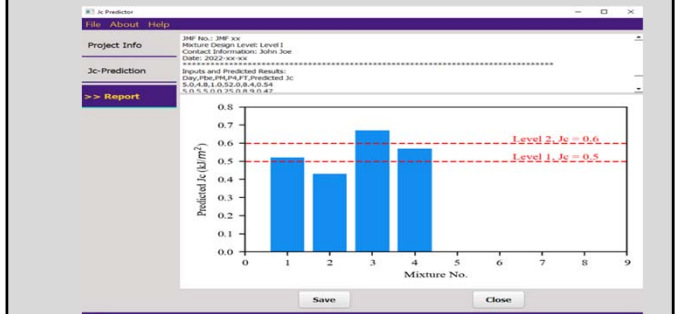 Jc Predictor
File About Help
Project Info
Jc-Prediction
>> Report
JMF No.: JMF xx
Mixture Design Level: Level I
Contact Information: John Joe
Date: 2022-xx-xx
Inputs and Predicted Results:
Day,Pbe,PM,P4,FT,Predicted Jc
5.0,4.8,1.0,52.0,8.4,0.54
0.8
0.7
0.6
0.5
0.4
0.3
0.2
0.1
0.0
Predicted Jc (kJ/m²)
Level 2, Jc = 0.6
Level 1, Jc = 0.5
0 1 2 3 4 5 6 7 8 9
Mixture No.
Save Close